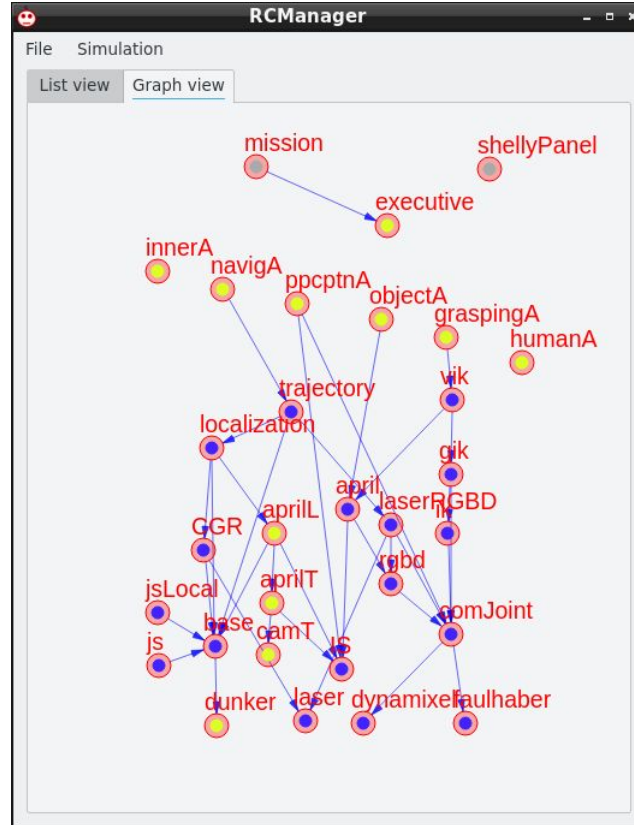 RCManager
File Simulation
List view Graph view
mission
shellyPanel
executive
innerA
navigA
ppcptnA
objectA
graspingA
humanA
vik
trajectory
localization
gik
april
laserRGBD
aprilL
GGR
rgbd
aprilT
jsLocal
comJoint
base
camT
js
IS
dunker
laser
dynamixel
faulhaber